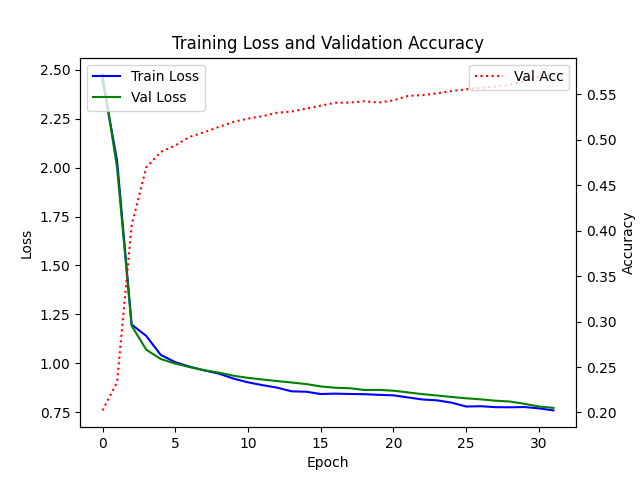 Training Loss and Validation Accuracy
Train Loss
Val Loss
Val Acc
2.50
2.25
2.00
1.75
1.50
1.25
1.00
0.75
Loss
0.55
0.50
0.45
0.40
0.35
0.30
0.25
0.20
Accuracy
0 5 10 15 20 25 30
Epoch